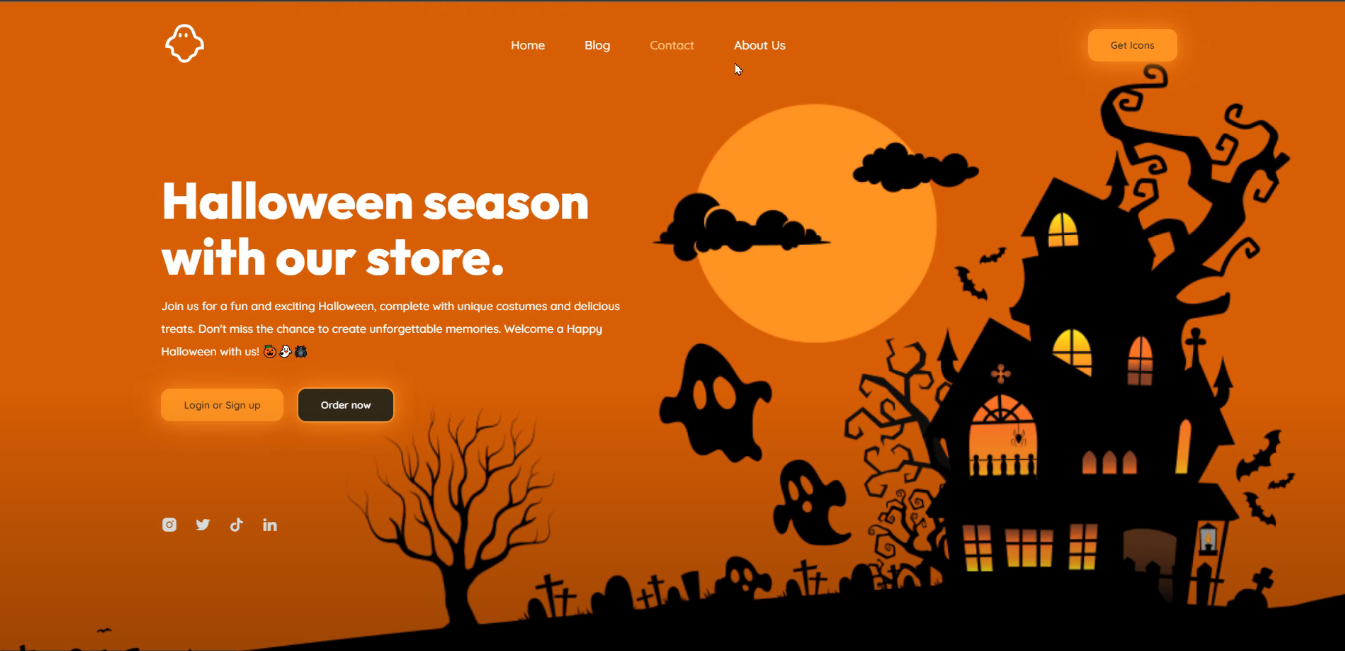 Home
Blog
Contact
About Us
Get Icons
Halloween season
with our store.
Join us for a fun and exciting Halloween, complete with unique costumes and delicious
treats. Don't miss the chance to create unforgettable memories. Welcome a Happy
Halloween with us! 🎃👻🕷️
Login or Sign up
Order now
in